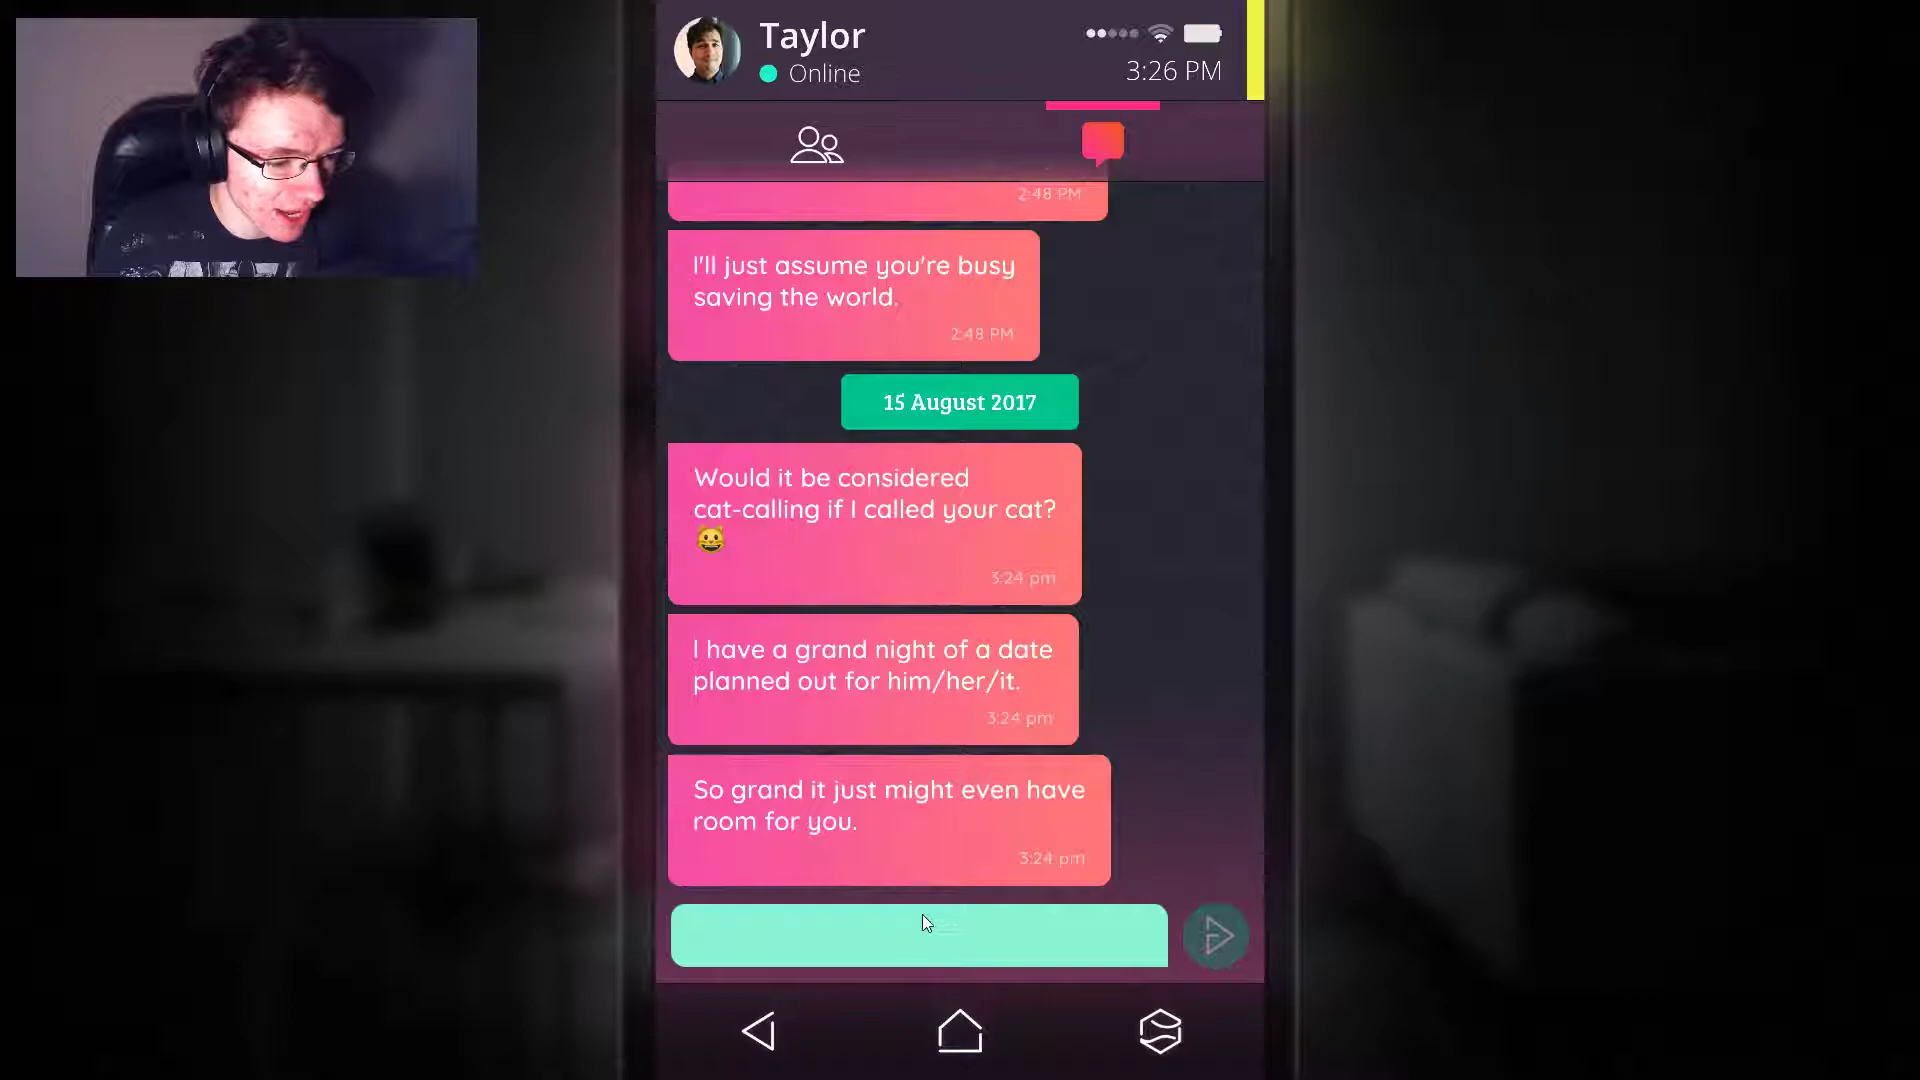 Taylor
Online
3:26 PM
2:48 PM
I'll just assume you're busy
saving the world.
2:48 PM
15 August 2017
Would it be considered
cat-calling if I called your cat?
😺
3:24 pm
I have a grand night of a date
planned out for him/her/it.
3:24 pm
So grand it just might even have
room for you.
3:24 pm